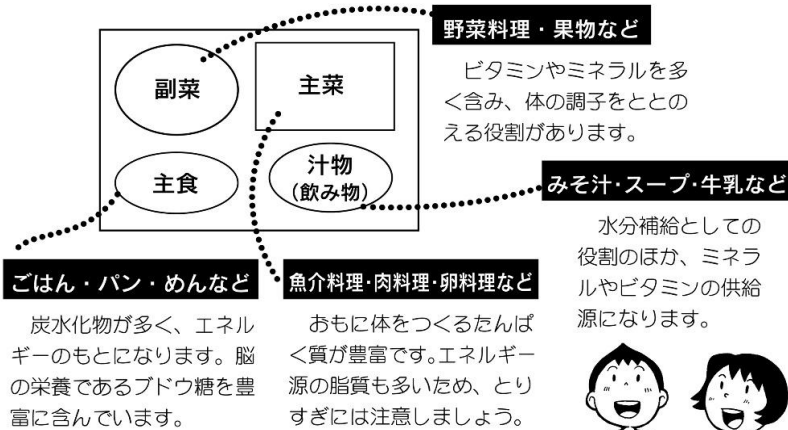 副菜
主菜
主食
汁物
(飲み物)
野菜料理・果物など
ビタミンやミネラルを多
く含み、体の調子をととの
える役割があります。
みそ汁・スープ・牛乳など
水分補給としての
役割のほか、ミネラ
ルやビタミンの供給
源になります。
ごはん・パン・めんなど
炭水化物が多く、エネル
ギーのもとになります。脳
の栄養であるブドウ糖を豊
富に含んでいます。
魚介料理・肉料理・卵料理など
おもに体をつくるたんぱ
く質が豊富です。エネルギー
源の脂質も多いため、とり
すぎには注意しましょう。